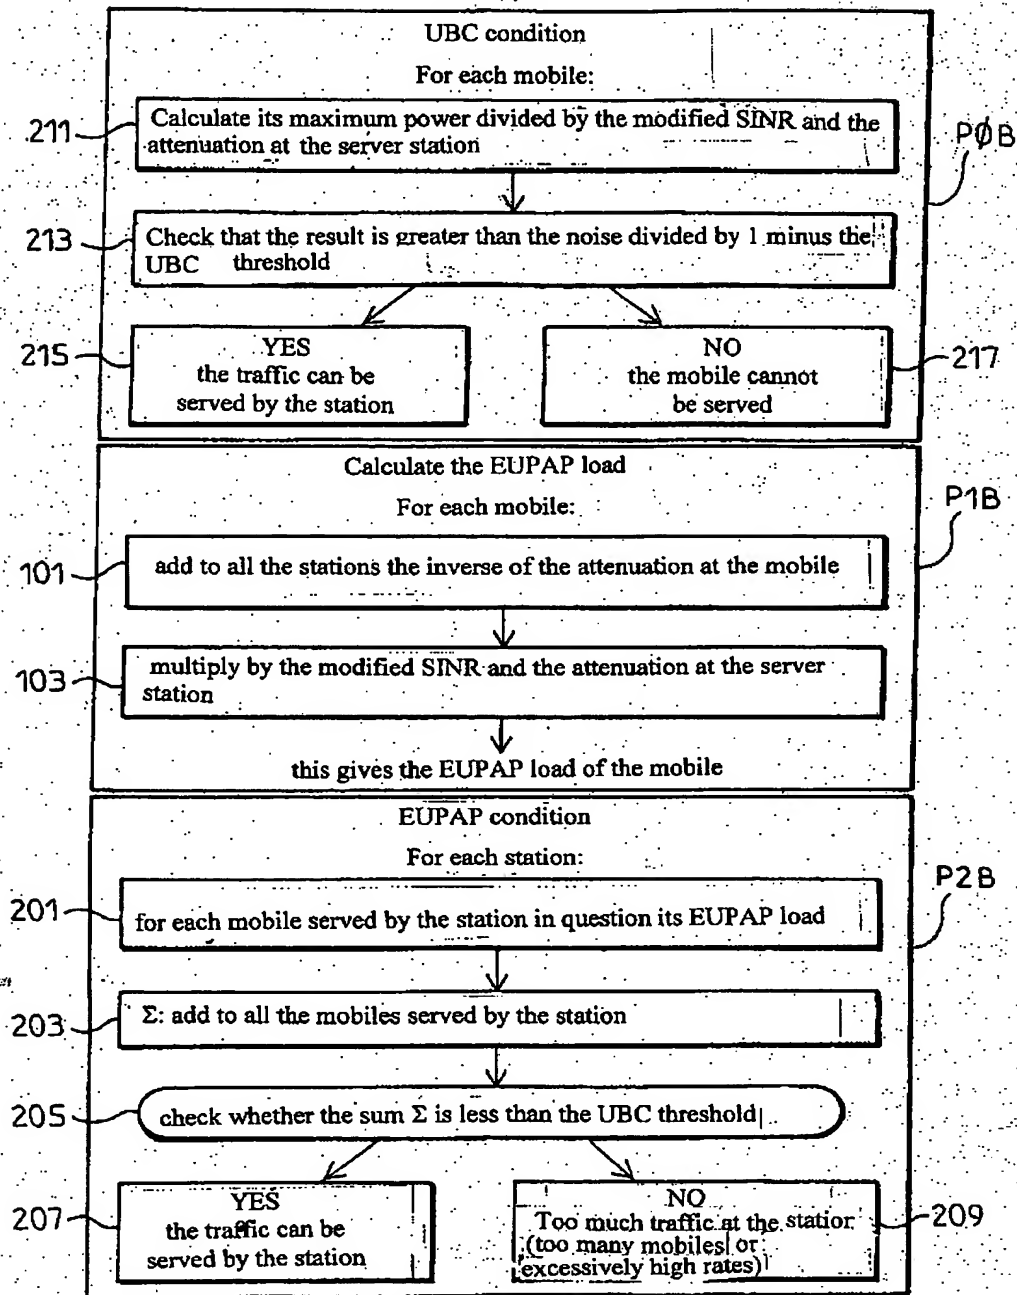 UBC condition
For each mobile:
211
Calculate its maximum power divided by the modified SINR and the
attenuation at the server station
PØB
213
Check that the result is greater than the noise divided by 1 minus the
UBC threshold
215
YES
the traffic can be
served by the station
NO
the mobile cannot
be served
217
Calculate the EUPAP load
For each mobile:
P1B
101
add to all the stations the inverse of the attenuation at the mobile
103
multiply by the modified SINR and the attenuation at the server
station
this gives the EUPAP load of the mobile
EUPAP condition
For each station:
P2B
201
for each mobile served by the station in question its EUPAP load
203
Σ: add to all the mobiles served by the station
205
check whether the sum Σ is less than the UBC threshold
207
YES
the traffic can be
served by the station
NO
Too much traffic at the station
(too many mobiles or
excessively high rates)
209